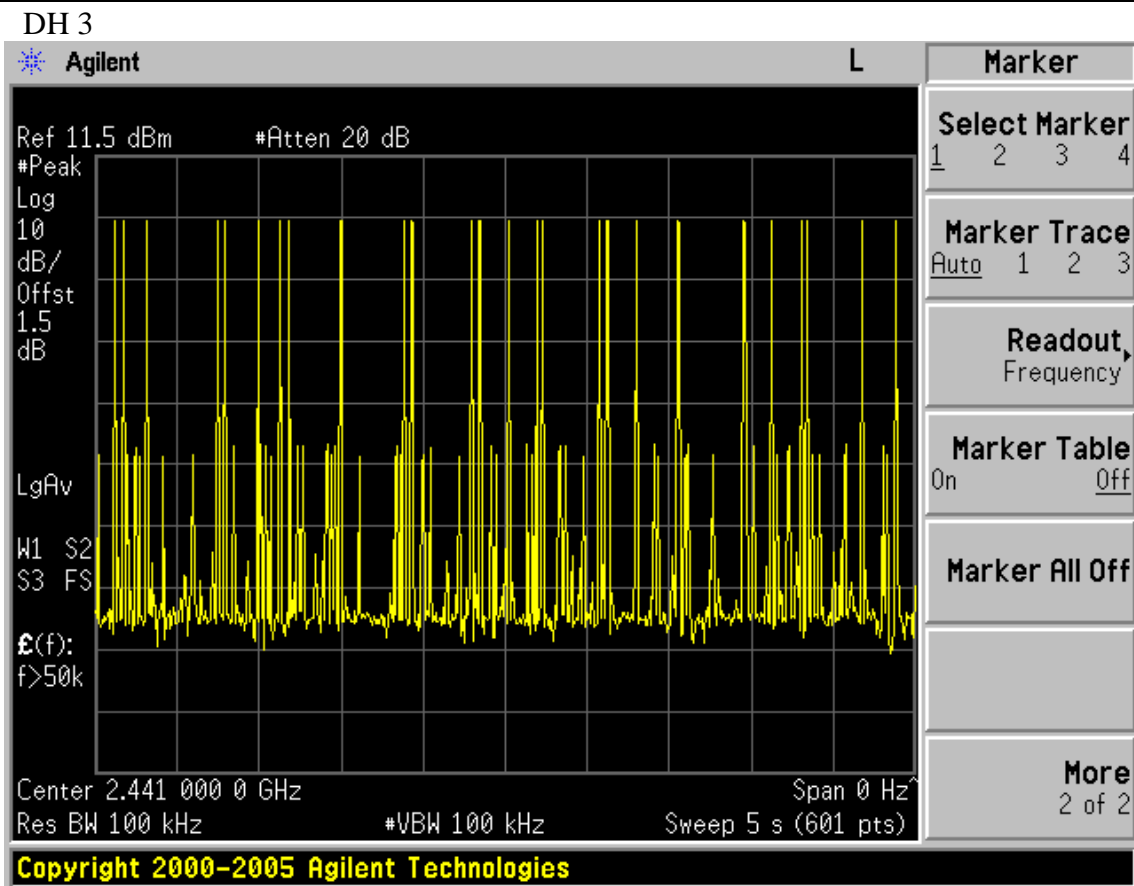 DH 3
Agilent
L
Marker
Ref 11.5 dBm #Atten 20 dB
#Peak
Log
10
dB/
Offst
1.5
dB
LgAv
W1 S2
S3 FS
£(f):
f>50k
Center 2.441 000 0 GHz Span 0 Hz^
Res BW 100 kHz #VBW 100 kHz Sweep 5 s (601 pts)
Select Marker
1 2 3 4
Marker Trace
Auto 1 2 3
Readout
Frequency
Marker Table
On Off
Marker All Off
More
2 of 2
Copyright 2000-2005 Agilent Technologies